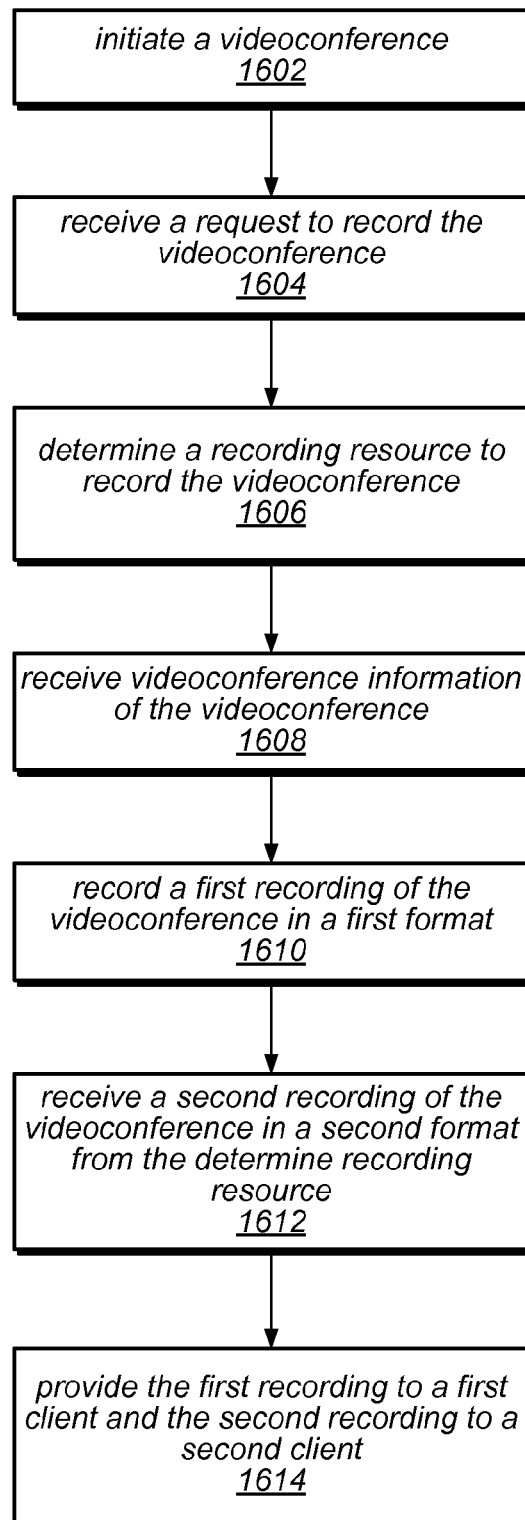 initiate a videoconference
1602
receive a request to record the
videoconference
1604
determine a recording resource to
record the videoconference
1606
receive videoconference information
of the videoconference
1608
record a first recording of the
videoconference in a first format
1610
receive a second recording of the
videoconference in a second format
from the determine recording
resource
1612
provide the first recording to a first
client and the second recording to a
second client
1614